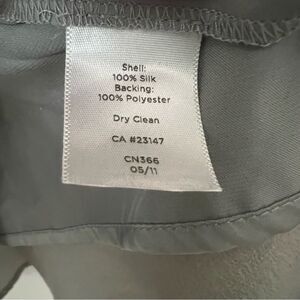 Shell:
100% Silk
Backing:
100% Polyester
Dry Clean
CA #23147
CN366
05/11